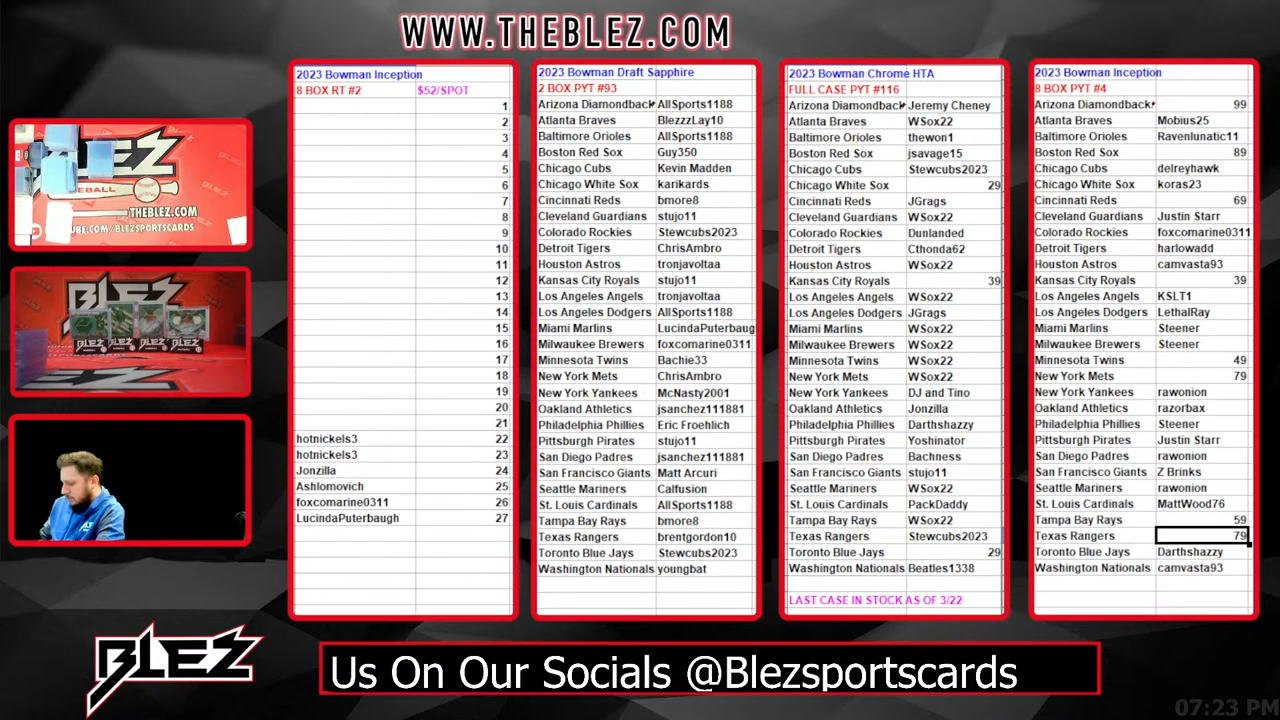 WWW.THEBLEZ.COM
2023 Bowman Inception
8 BOX RT #2 $52/SPOT
1
2
3
4
5
6
7
8
9
10
11
12
13
14
15
16
17
18
19
20
21
hotnickels3 22
hotnickels3 23
Jonzilla 24
Ashlomovich 25
foxcomarine0311 26
LucindaPuterbaugh 27
2023 Bowman Draft Sapphire
2 BOX PYT #93
Arizona Diamondback AllSports1188
Atlanta Braves BlezzzLay10
Baltimore Orioles AllSports1188
Boston Red Sox Guy350
Chicago Cubs Kevin Madden
Chicago White Sox karikards
Cincinnati Reds bmore8
Cleveland Guardians stujo11
Colorado Rockies Stewcubs2023
Detroit Tigers ChrisAmbro
Houston Astros tronjavoltaa
Kansas City Royals stujo11
Los Angeles Angels tronjavoltaa
Los Angeles Dodgers AllSports1188
Miami Marlins LucindaPuterbaug
Milwaukee Brewers foxcomarine0311
Minnesota Twins Bachie33
New York Mets ChrisAmbro
New York Yankees McNasty2001
Oakland Athletics jsanchez111881
Philadelphia Phillies Eric Froehlich
Pittsburgh Pirates stujo11
San Diego Padres jsanchez111881
San Francisco Giants Matt Arcuri
Seattle Mariners Calfusion
St. Louis Cardinals AllSports1188
Tampa Bay Rays bmore8
Texas Rangers brentgordon10
Toronto Blue Jays Stewcubs2023
Washington Nationals youngbat
2023 Bowman Chrome HTA
FULL CASE PYT #116
Arizona Diamondback Jeremy Cheney
Atlanta Braves WSox22
Baltimore Orioles thewon1
Boston Red Sox jsavage15
Chicago Cubs Stewcubs2023
Chicago White Sox 29
Cincinnati Reds JGrags
Cleveland Guardians WSox22
Colorado Rockies Dunlanded
Detroit Tigers Cthonda62
Houston Astros WSox22
Kansas City Royals 39
Los Angeles Angels WSox22
Los Angeles Dodgers JGrags
Miami Marlins WSox22
Milwaukee Brewers WSox22
Minnesota Twins WSox22
New York Mets WSox22
New York Yankees DJ and Tino
Oakland Athletics Jonzilla
Philadelphia Phillies Darthshazzy
Pittsburgh Pirates Yoshinator
San Diego Padres Bachness
San Francisco Giants stujo11
Seattle Mariners WSox22
St. Louis Cardinals PackDaddy
Tampa Bay Rays WSox22
Texas Rangers Stewcubs2023
Toronto Blue Jays 29
Washington Nationals Beatles1338
LAST CASE IN STOCK AS OF 3/22
2023 Bowman Inception
8 BOX PYT #4
Arizona Diamondback 99
Atlanta Braves Mobius25
Baltimore Orioles Ravenlunatic11
Boston Red Sox 89
Chicago Cubs delreyhawk
Chicago White Sox koras23
Cincinnati Reds 69
Cleveland Guardians Justin Starr
Colorado Rockies foxcomarine0311
Detroit Tigers harlowadd
Houston Astros camvasta93
Kansas City Royals 39
Los Angeles Angels KSLT1
Los Angeles Dodgers LethalRay
Miami Marlins Steener
Milwaukee Brewers Steener
Minnesota Twins 49
New York Mets 79
New York Yankees rawonion
Oakland Athletics razorbax
Philadelphia Phillies Steener
Pittsburgh Pirates Justin Starr
San Diego Padres rawonion
San Francisco Giants Z Brinks
Seattle Mariners rawonion
St. Louis Cardinals MattWood76
Tampa Bay Rays 59
Texas Rangers 79
Toronto Blue Jays Darthshazzy
Washington Nationals camvasta93
THEBLEZ.COM
BLEZ
BLEZ
Us On Our Socials @Blezsportscards
07:23 PM